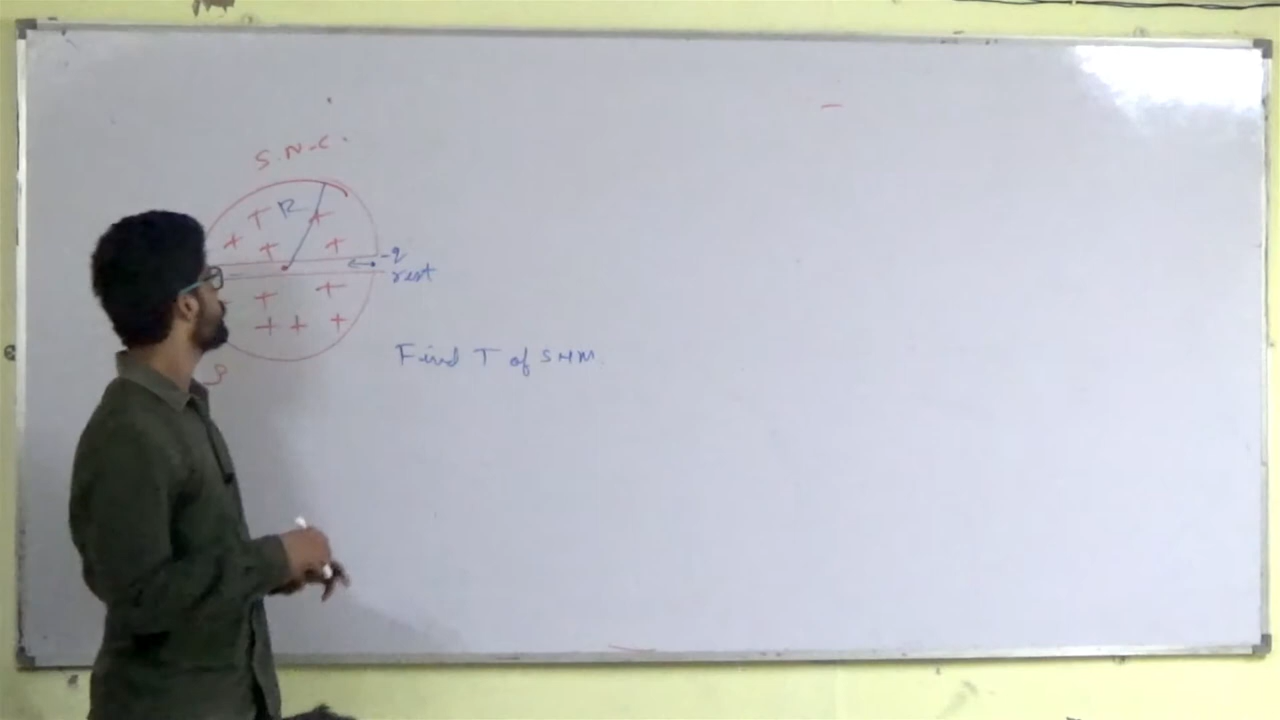 S.N.C.
R
-q
rest
Find T of SHM.
ρ